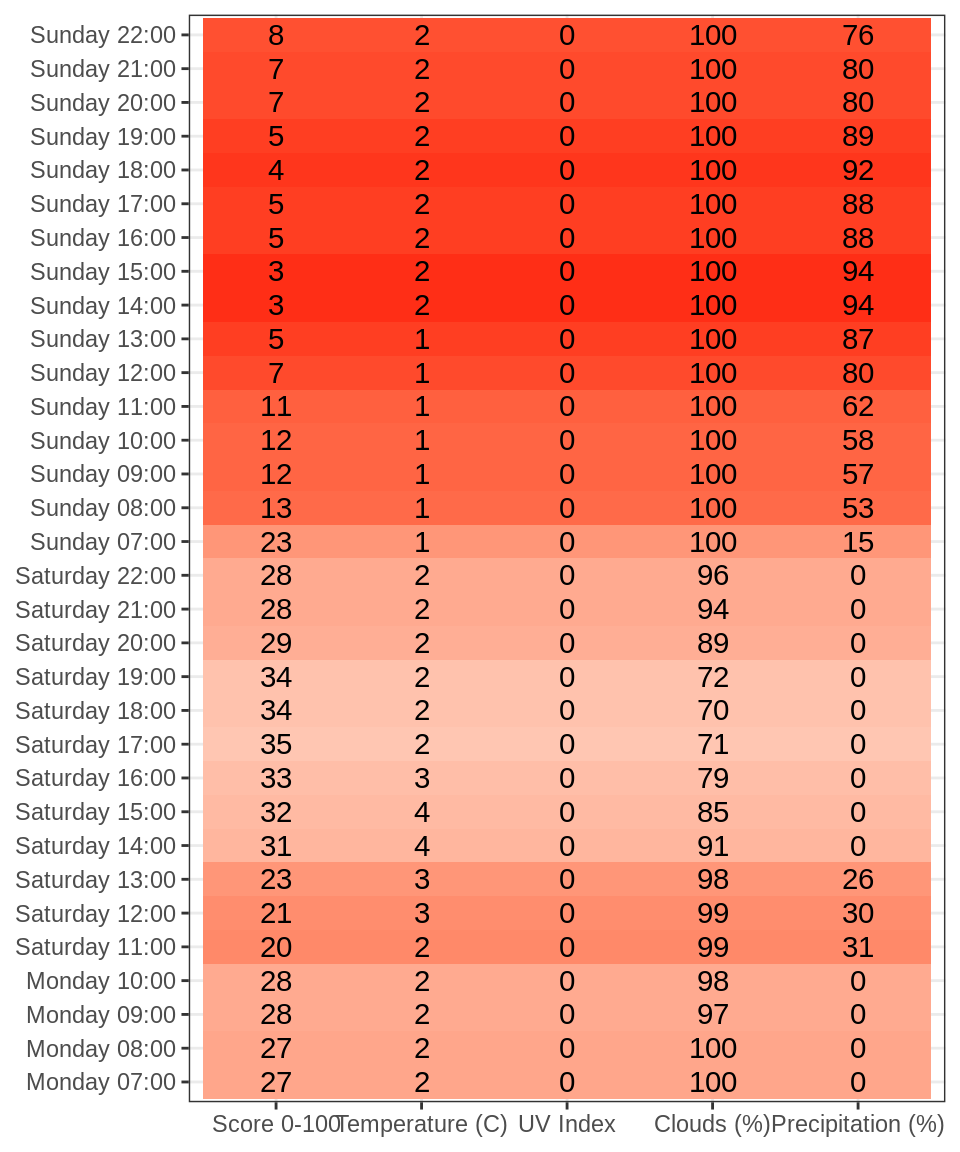 Sunday 22:00 8 2 0 100 76
Sunday 21:00 7 2 0 100 80
Sunday 20:00 7 2 0 100 80
Sunday 19:00 5 2 0 100 89
Sunday 18:00 4 2 0 100 92
Sunday 17:00 5 2 0 100 88
Sunday 16:00 5 2 0 100 88
Sunday 15:00 3 2 0 100 94
Sunday 14:00 3 2 0 100 94
Sunday 13:00 5 1 0 100 87
Sunday 12:00 7 1 0 100 80
Sunday 11:00 11 1 0 100 62
Sunday 10:00 12 1 0 100 58
Sunday 09:00 12 1 0 100 57
Sunday 08:00 13 1 0 100 53
Sunday 07:00 23 1 0 100 15
Saturday 22:00 28 2 0 96 0
Saturday 21:00 28 2 0 94 0
Saturday 20:00 29 2 0 89 0
Saturday 19:00 34 2 0 72 0
Saturday 18:00 34 2 0 70 0
Saturday 17:00 35 2 0 71 0
Saturday 16:00 33 3 0 79 0
Saturday 15:00 32 4 0 85 0
Saturday 14:00 31 4 0 91 0
Saturday 13:00 23 3 0 98 26
Saturday 12:00 21 3 0 99 30
Saturday 11:00 20 2 0 99 31
Monday 10:00 28 2 0 98 0
Monday 09:00 28 2 0 97 0
Monday 08:00 27 2 0 100 0
Monday 07:00 27 2 0 100 0
Score 0-100 Temperature (C) UV Index Clouds (%) Precipitation (%)